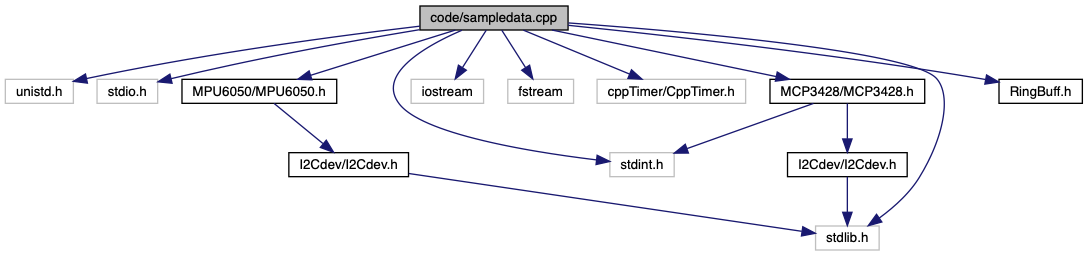 code/sampledata.cpp
unistd.h
stdio.h
MPU6050/MPU6050.h
iostream
fstream
cppTimer/CppTimer.h
MCP3428/MCP3428.h
RingBuff.h
I2Cdev/I2Cdev.h
stdint.h
I2Cdev/I2Cdev.h
stdlib.h